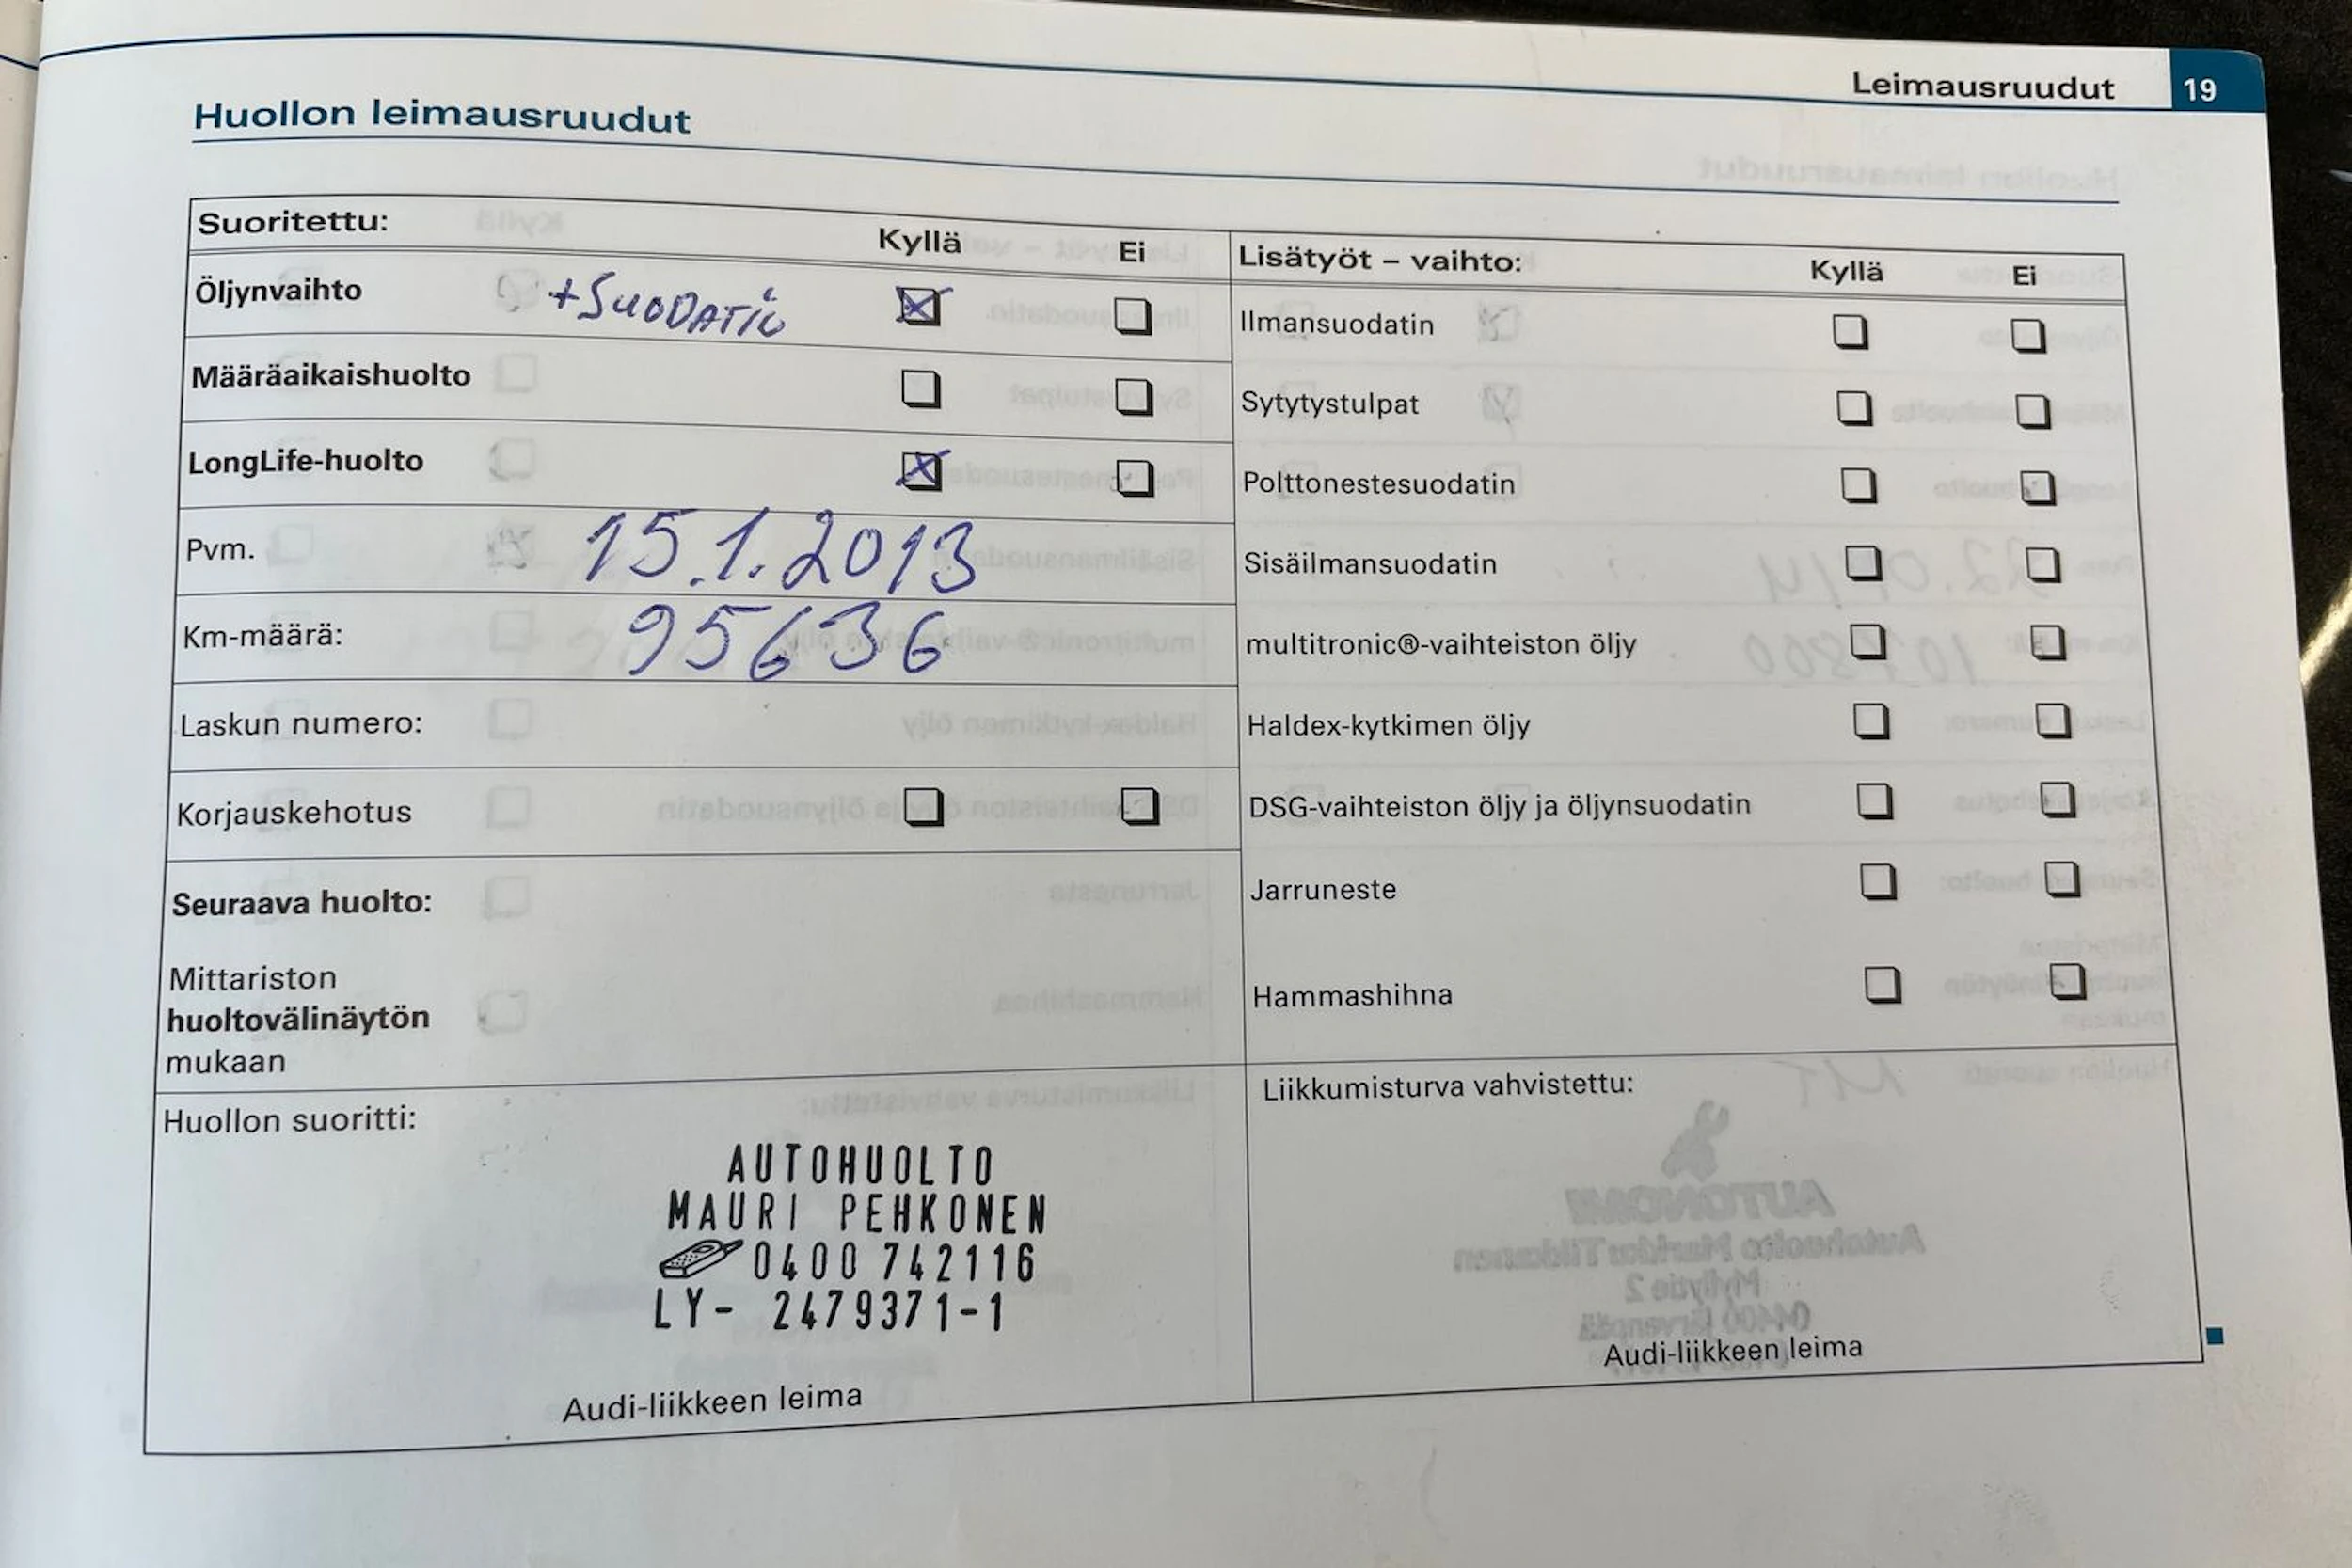 Leimausruudut 19
Huollon leimausruudut
Suoritettu: Kyllä Ei
Öljynvaihto
Määräaikaishuolto
LongLife-huolto
Pvm. 15.1.2013
Km-määrä: 95636
Laskun numero:
Korjauskehotus
Seuraava huolto:
Mittariston
huoltovälinäytön
mukaan
Huollon suoritti:
AUTOHUOLTO
MAURI PEHKONEN
0400 742116
LY- 2479371-1
Audi-liikkeen leima
Lisätyöt – vaihto: Kyllä Ei
Ilmansuodatin
Sytytystulpat
Polttonestesuodatin
Sisäilmansuodatin
multitronic®-vaihteiston öljy
Haldex-kytkimen öljy
DSG-vaihteiston öljy ja öljynsuodatin
Jarruneste
Hammashihna
Liikkumisturva vahvistettu:
Audi-liikkeen leima